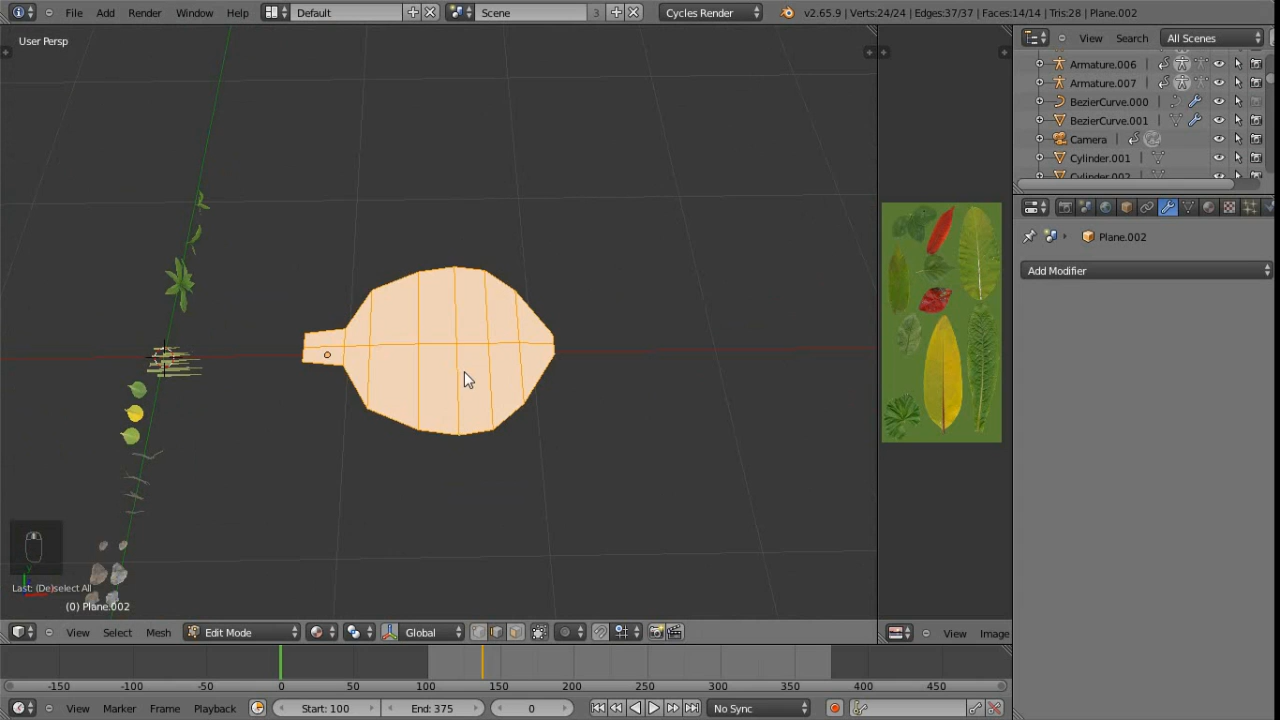 File Add Render Window Help Default Scene 3 Cycles Render v2.65.9 | Verts:24/24 | Edges:37/37 | Faces:14/14 | Tris:28 | Plane.002
User Persp
View Search All Scenes
Armature.006
Armature.007
BezierCurve.000
BezierCurve.001
Camera
Cylinder.001
Cylinder.002
Plane.002
Add Modifier
Last: (De)select All
(0) Plane.002
View Select Mesh Edit Mode Global View Image
-150 -100 -50 0 50 100 150 200 250 300 350 400 450
View Marker Frame Playback Start: 100 End: 375 0 No Sync